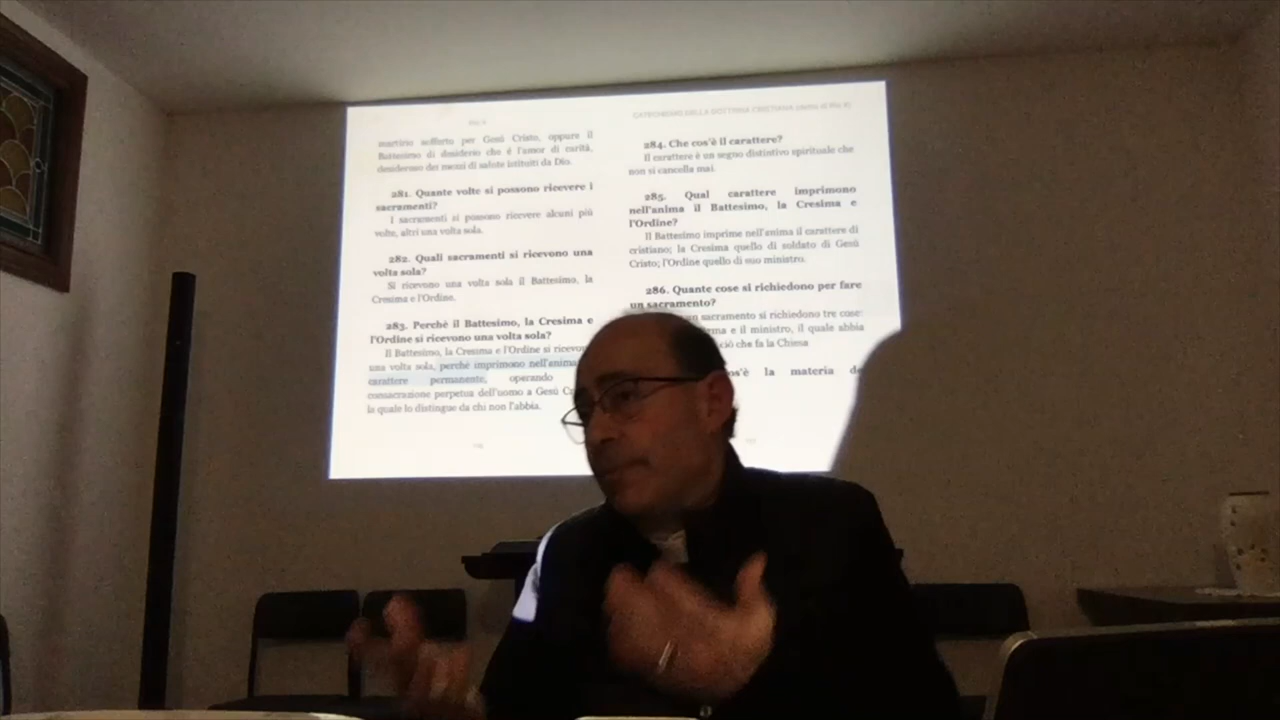 Pio X
martirio sofferto per Gesù Cristo, oppure il
Battesimo di desiderio che é l'amor di carità,
desideroso dei mezzi di salute istituiti da Dio.
281. Quante volte si possono ricevere i
sacramenti?
I sacramenti si possono ricevere alcuni più
volte, altri una volta sola.
282. Quali sacramenti si ricevono una
volta sola?
Si ricevono una volta sola il Battesimo, la
Cresima e l'Ordine.
283. Perchè il Battesimo, la Cresima e
l'Ordine si ricevono una volta sola?
Il Battesimo, la Cresima e l'Ordine si ricevon
una volta sola, perchè imprimono nell'anima
carattere permanente, operando
consacrazione perpetua dell'uomo a Gesù C
la quale lo distingue da chi non l'abbia.
CATECHISMO DELLA DOTTRINA CRISTIANA
284. Che cos'è il carattere?
Il carattere è un segno distintivo spirituale che
non si cancella mai.
285. Qual carattere imprimono
nell'anima il Battesimo, la Cresima e
l'Ordine?
Il Battesimo imprime nell'anima il carattere di
cristiano; la Cresima quello di soldato di Gesù
Cristo; l'Ordine quello di suo ministro.
286. Quante cose si richiedono per fare
un sacramento?
un sacramento si richiedono tre cose:
e il ministro, il quale abbia
ciò che fa la Chiesa
cos'è la materia de